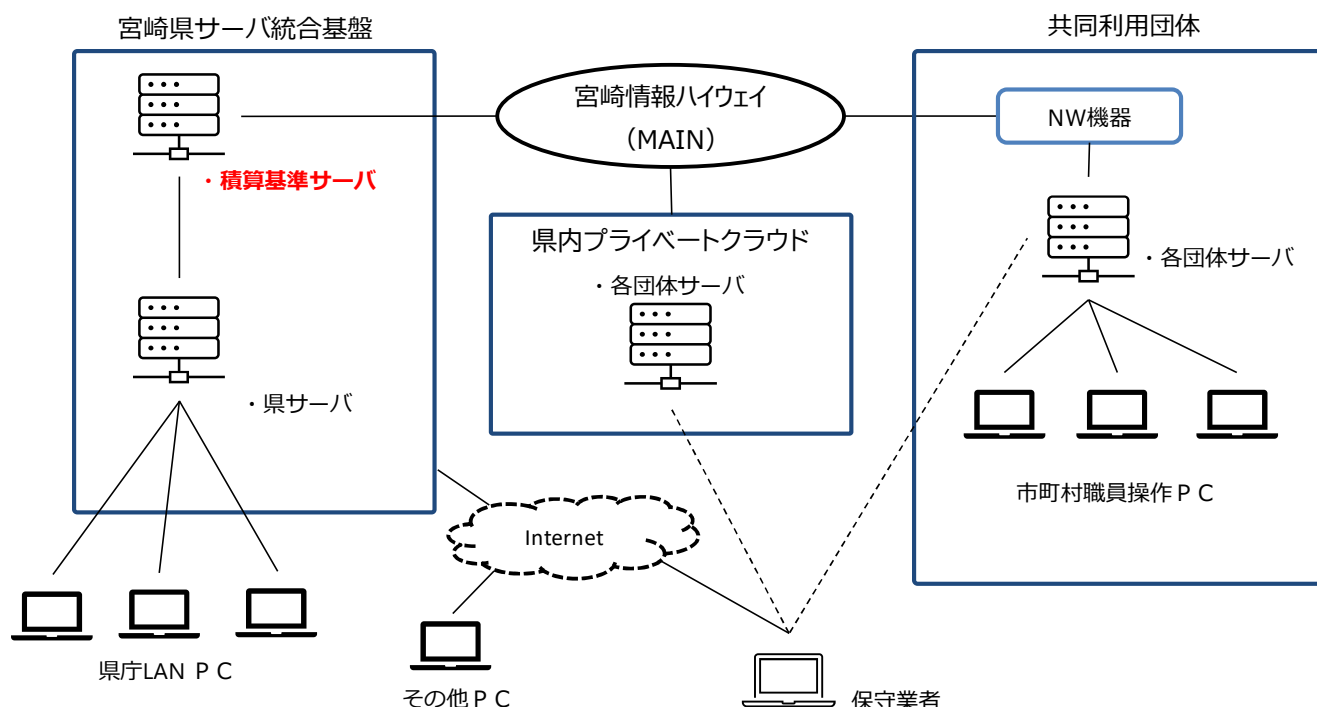 宮崎県サーバ統合基盤
共同利用団体
宮崎情報ハイウェイ
（MAIN）
NW機器
・積算基準サーバ
県内プライベートクラウド
・各団体サーバ
・各団体サーバ
・県サーバ
市町村職員操作ＰＣ
Internet
県庁LAN ＰＣ
その他ＰＣ
保守業者